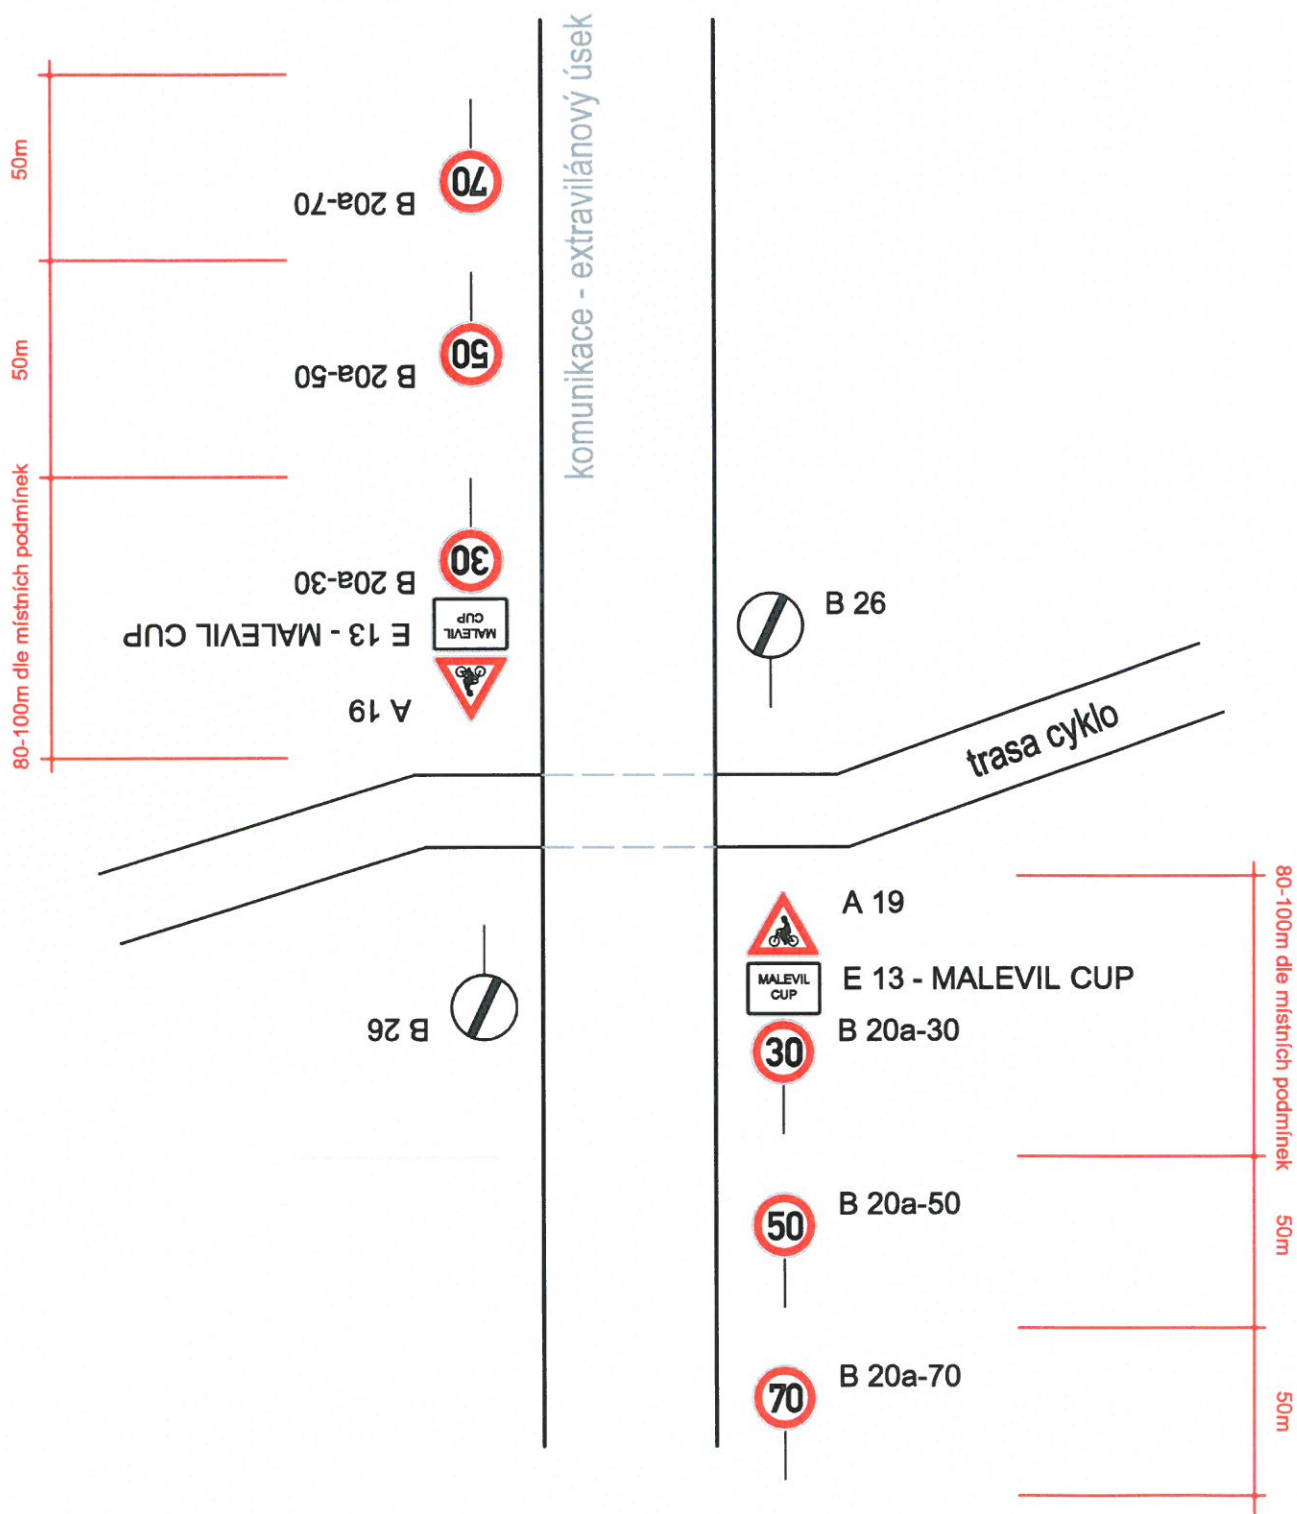 komunikace - extravilánový úsek
50m
50m
80-100m dle místních podmínek
70
B 20a-70
50
B 20a-50
30
B 20a-30
MALEVIL
CUP
E 13 - MALEVIL CUP
A 19
B 26
trasa cyklo
B 26
A 19
MALEVIL
CUP
E 13 - MALEVIL CUP
30
B 20a-30
50
B 20a-50
70
B 20a-70
80-100m dle místních podmínek
50m
50m